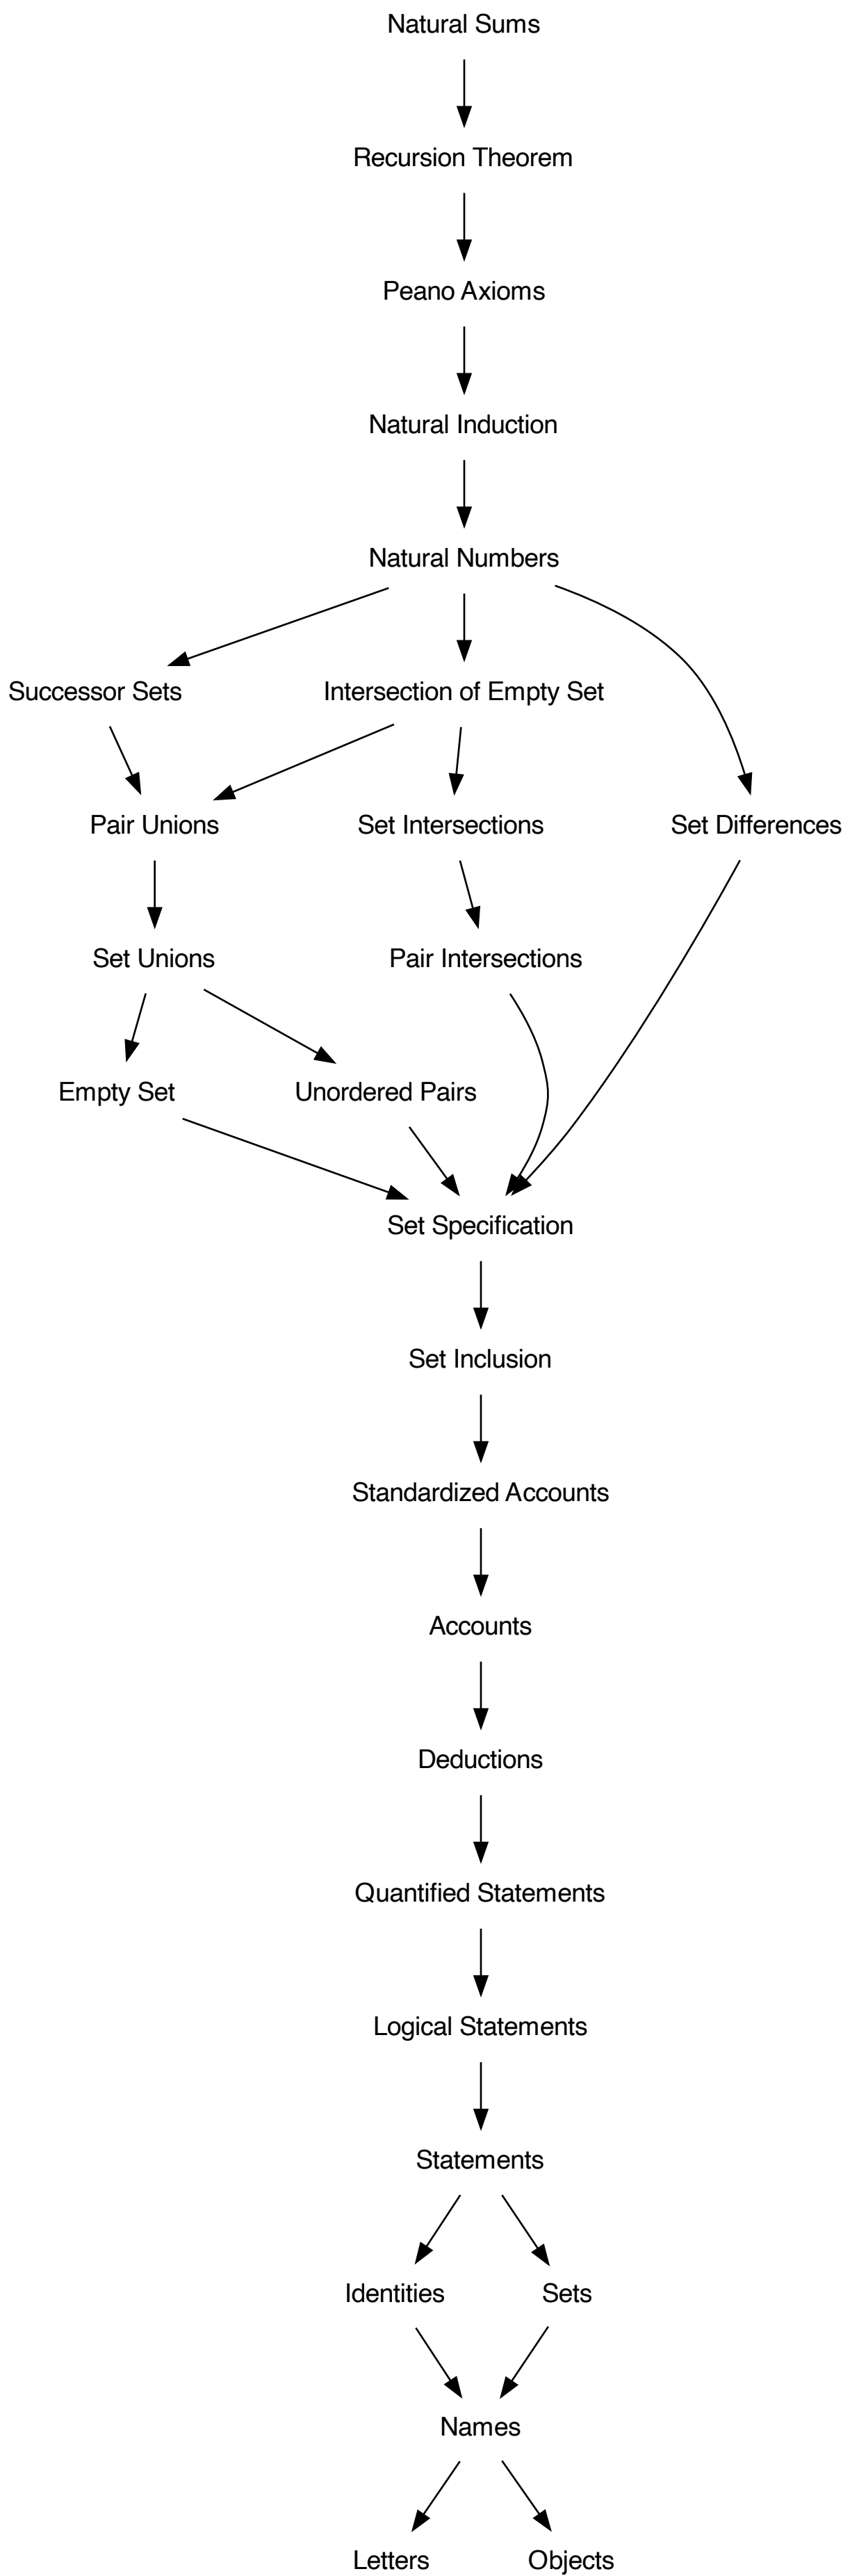 Natural Sums
Recursion Theorem
Peano Axioms
Natural Induction
Natural Numbers
Successor Sets
Intersection of Empty Set
Pair Unions
Set Intersections
Set Differences
Set Unions
Pair Intersections
Empty Set
Unordered Pairs
Set Specification
Set Inclusion
Standardized Accounts
Accounts
Deductions
Quantified Statements
Logical Statements
Statements
Identities
Sets
Names
Letters
Objects